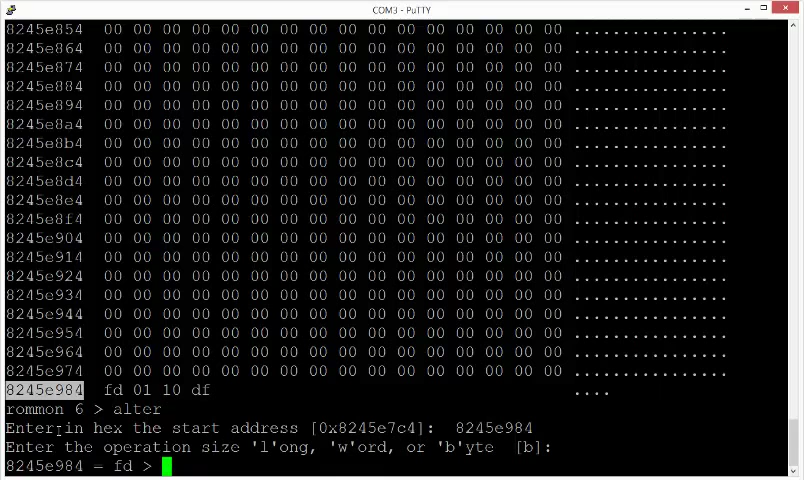 COM3 - PuTTY
8245e854 00 00 00 00 00 00 00 00 00 00 00 00 00 00 00 00 ................
8245e864 00 00 00 00 00 00 00 00 00 00 00 00 00 00 00 00 ................
8245e874 00 00 00 00 00 00 00 00 00 00 00 00 00 00 00 00 ................
8245e884 00 00 00 00 00 00 00 00 00 00 00 00 00 00 00 00 ................
8245e894 00 00 00 00 00 00 00 00 00 00 00 00 00 00 00 00 ................
8245e8a4 00 00 00 00 00 00 00 00 00 00 00 00 00 00 00 00 ................
8245e8b4 00 00 00 00 00 00 00 00 00 00 00 00 00 00 00 00 ................
8245e8c4 00 00 00 00 00 00 00 00 00 00 00 00 00 00 00 00 ................
8245e8d4 00 00 00 00 00 00 00 00 00 00 00 00 00 00 00 00 ................
8245e8e4 00 00 00 00 00 00 00 00 00 00 00 00 00 00 00 00 ................
8245e8f4 00 00 00 00 00 00 00 00 00 00 00 00 00 00 00 00 ................
8245e904 00 00 00 00 00 00 00 00 00 00 00 00 00 00 00 00 ................
8245e914 00 00 00 00 00 00 00 00 00 00 00 00 00 00 00 00 ................
8245e924 00 00 00 00 00 00 00 00 00 00 00 00 00 00 00 00 ................
8245e934 00 00 00 00 00 00 00 00 00 00 00 00 00 00 00 00 ................
8245e944 00 00 00 00 00 00 00 00 00 00 00 00 00 00 00 00 ................
8245e954 00 00 00 00 00 00 00 00 00 00 00 00 00 00 00 00 ................
8245e964 00 00 00 00 00 00 00 00 00 00 00 00 00 00 00 00 ................
8245e974 00 00 00 00 00 00 00 00 00 00 00 00 00 00 00 00 ................
8245e984 fd 01 10 df ....
rommon 6 > alter
Enter in hex the start address [0x8245e7c4]: 8245e984
Enter the operation size 'l'ong, 'w'ord, or 'b'yte [b]:
8245e984 = fd >